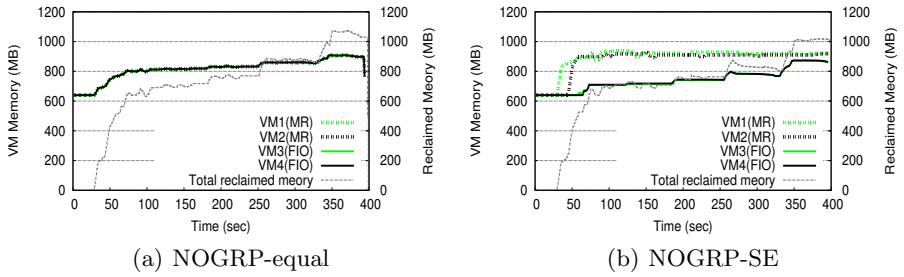 1200
1000
800
600
400
200
0
VM Memory (MB)
1200
1000
800
600
400
200
0
Reclaimed Meory (MB)
VM1(MR)
VM2(MR)
VM3(FIO)
VM4(FIO)
Total reclaimed meory
0 50 100 150 200 250 300 350 400
Time (sec)
(a) NOGRP-equal
1200
1000
800
600
400
200
0
VM Memory (MB)
1200
1000
800
600
400
200
0
Reclaimed Meory (MB)
VM1(MR)
VM2(MR)
VM3(FIO)
VM4(FIO)
Total reclaimed meory
0 50 100 150 200 250 300 350 400
Time (sec)
(b) NOGRP-SE